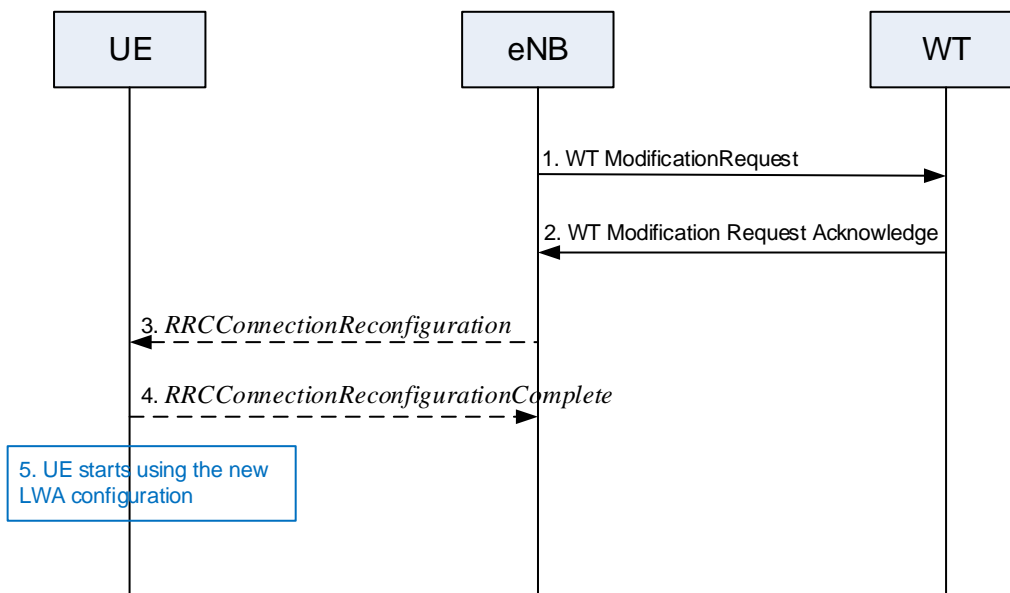 UE
eNB
WT
1. WT ModificationRequest
2. WT Modification Request Acknowledge
3. RRCConnectionReconfiguration
4. RRCConnectionReconfigurationComplete
5. UE starts using the new
LWA configuration